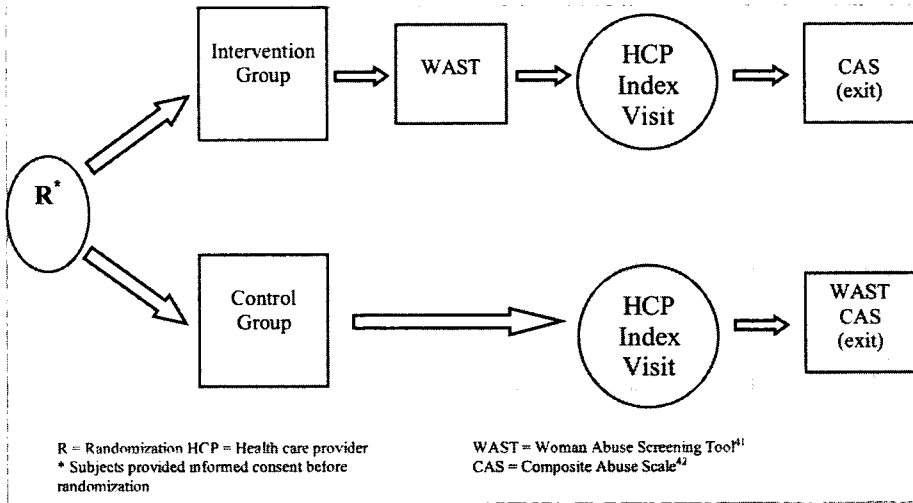 Intervention
Group
WAST
HCP
Index
Visit
CAS
(exit)
R*
Control
Group
HCP
Index
Visit
WAST
CAS
(exit)
R = Randomization HCP = Health care provider
* Subjects provided informed consent before
randomization
WAST = Woman Abuse Screening Tool⁴¹
CAS = Composite Abuse Scale⁴²